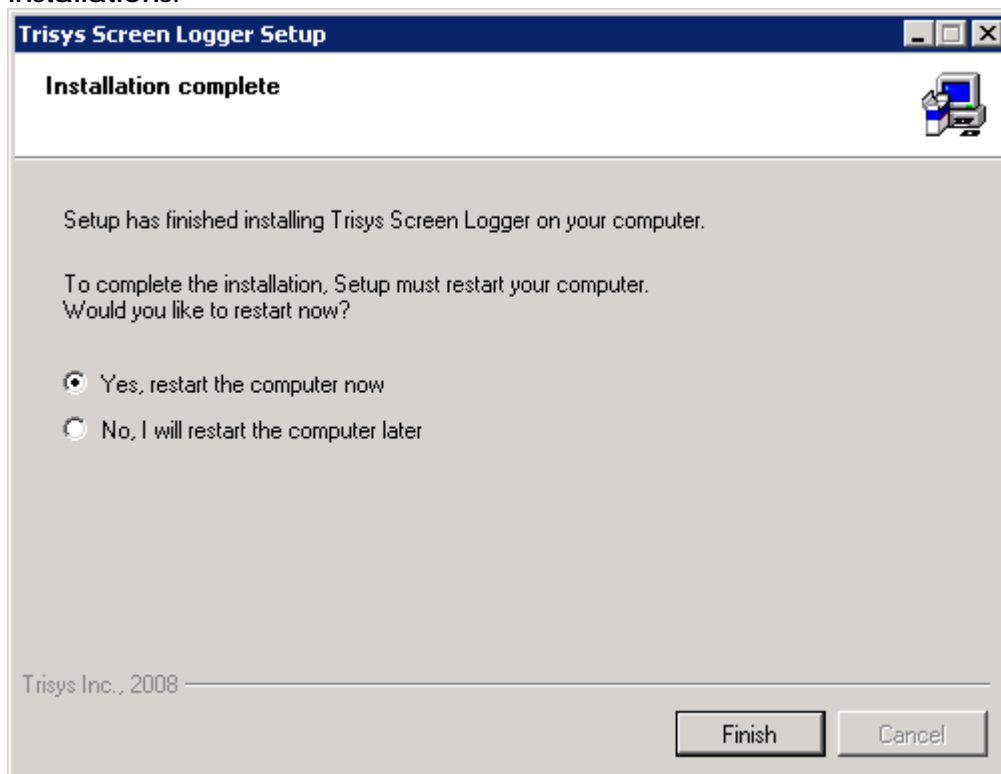 installations.
Trisys Screen Logger Setup
Installation complete
Setup has finished installing Trisys Screen Logger on your computer.
To complete the installation, Setup must restart your computer.
Would you like to restart now?
Yes, restart the computer now
No, I will restart the computer later
Trisys Inc., 2008
Finish
Cancel